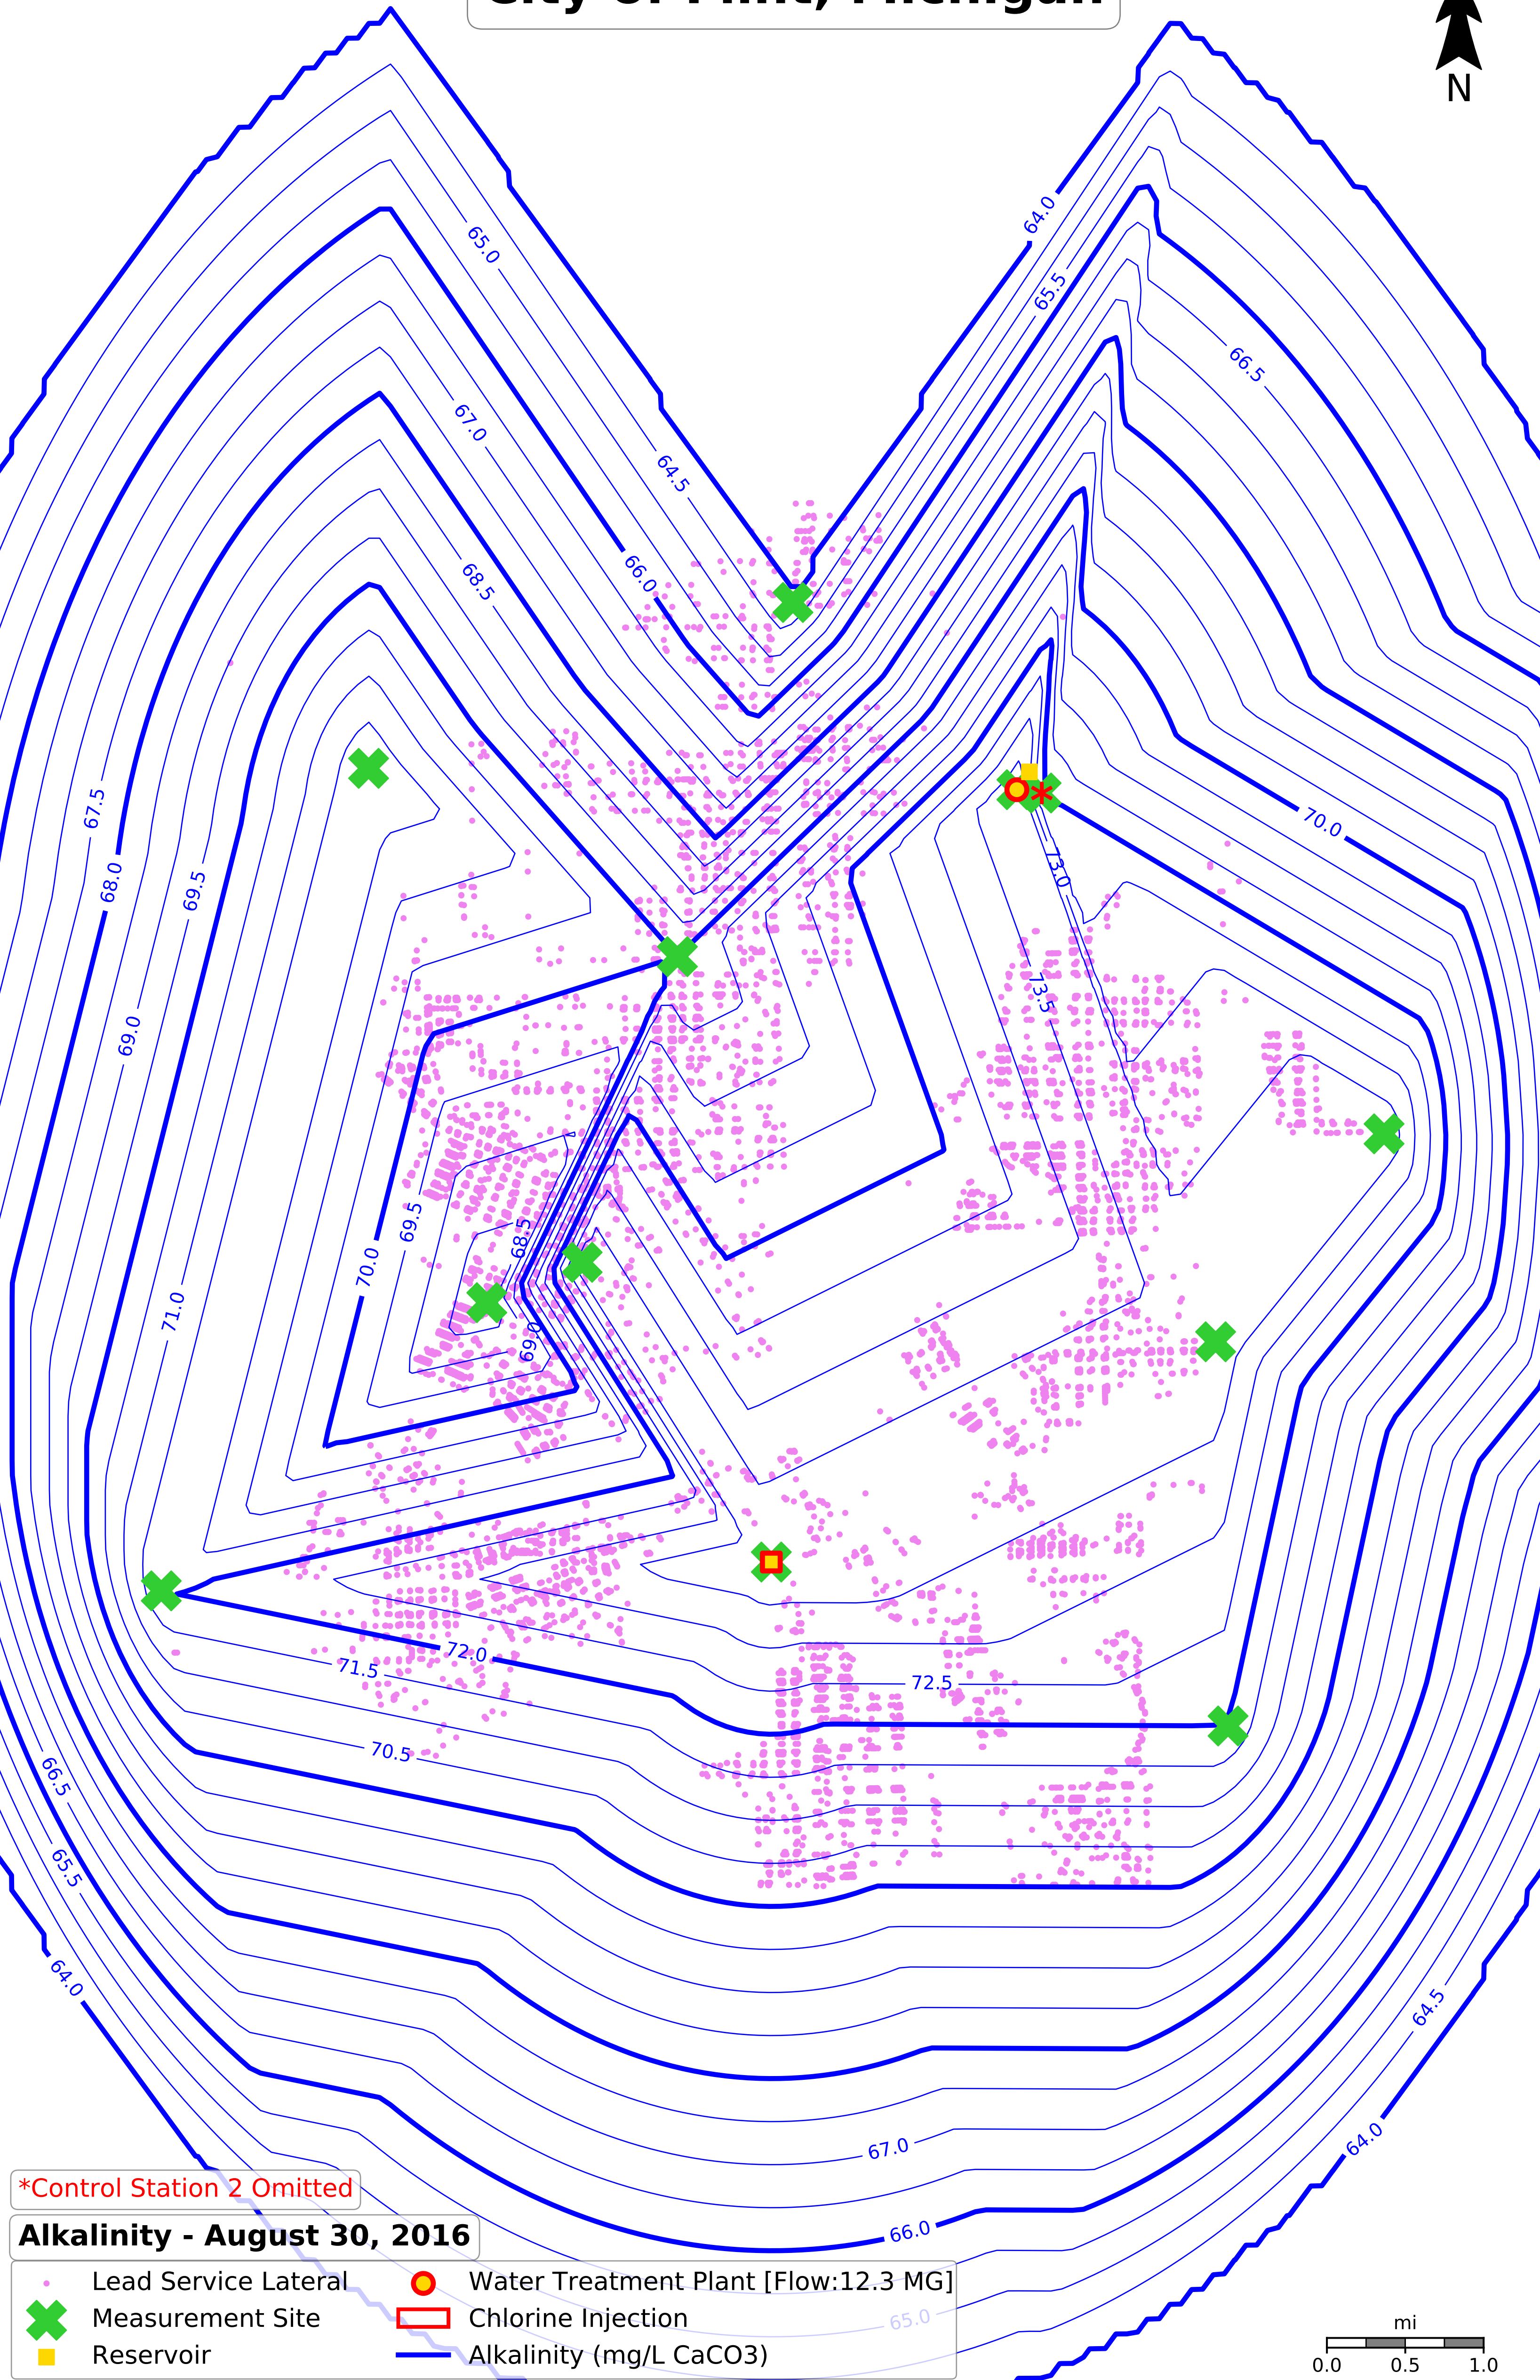 N
64.0
65.0
65.5
66.5
67.0
64.5
66.0
68.5
67.5
70.0
68.0
69.5
73.0
73.5
69.0
69.5
68.5
70.0
71.0
69.0
72.0
71.5
72.5
70.5
66.5
65.5
64.0
64.5
67.0
64.0
66.0
65.0
*Control Station 2 Omitted
Alkalinity - August 30, 2016
Lead Service Lateral
Measurement Site
Reservoir
Water Treatment Plant [Flow:12.3 MG]
Chlorine Injection
Alkalinity (mg/L CaCO3)
mi
0.0 0.5 1.0